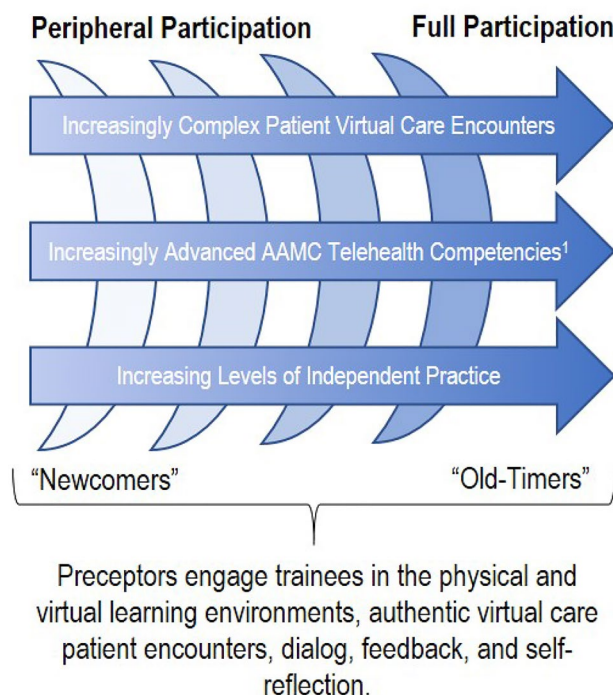 Peripheral Participation Full Participation
Increasingly Complex Patient Virtual Care Encounters
Increasingly Advanced AAMC Telehealth Competencies¹
Increasing Levels of Independent Practice
“Newcomers” “Old-Timers”
Preceptors engage trainees in the physical and
virtual learning environments, authentic virtual care
patient encounters, dialog, feedback, and self-
reflection.